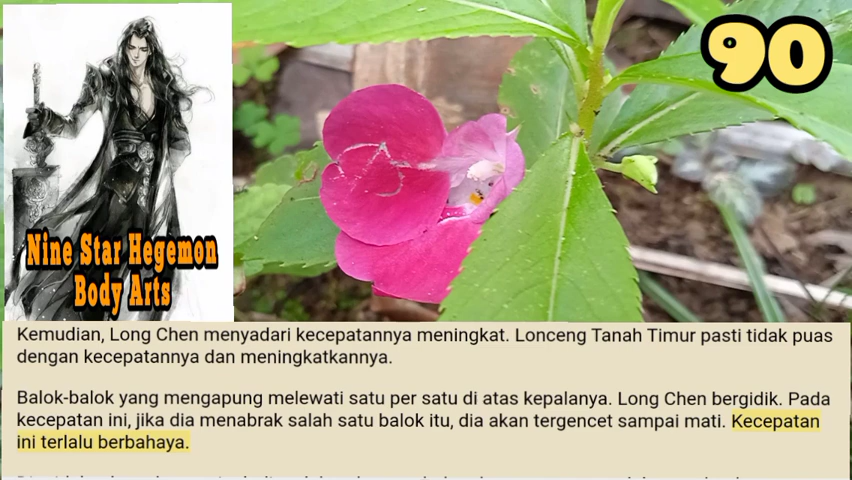 90
Nine Star Hegemon
Body Arts
Kemudian, Long Chen menyadari kecepatannya meningkat. Lonceng Tanah Timur pasti tidak puas
dengan kecepatannya dan meningkatkannya.
Balok-balok yang mengapung melewati satu per satu di atas kepalanya. Long Chen bergidik. Pada
kecepatan ini, jika dia menabrak salah satu balok itu, dia akan tergencet sampai mati. Kecepatan
ini terlalu berbahaya.